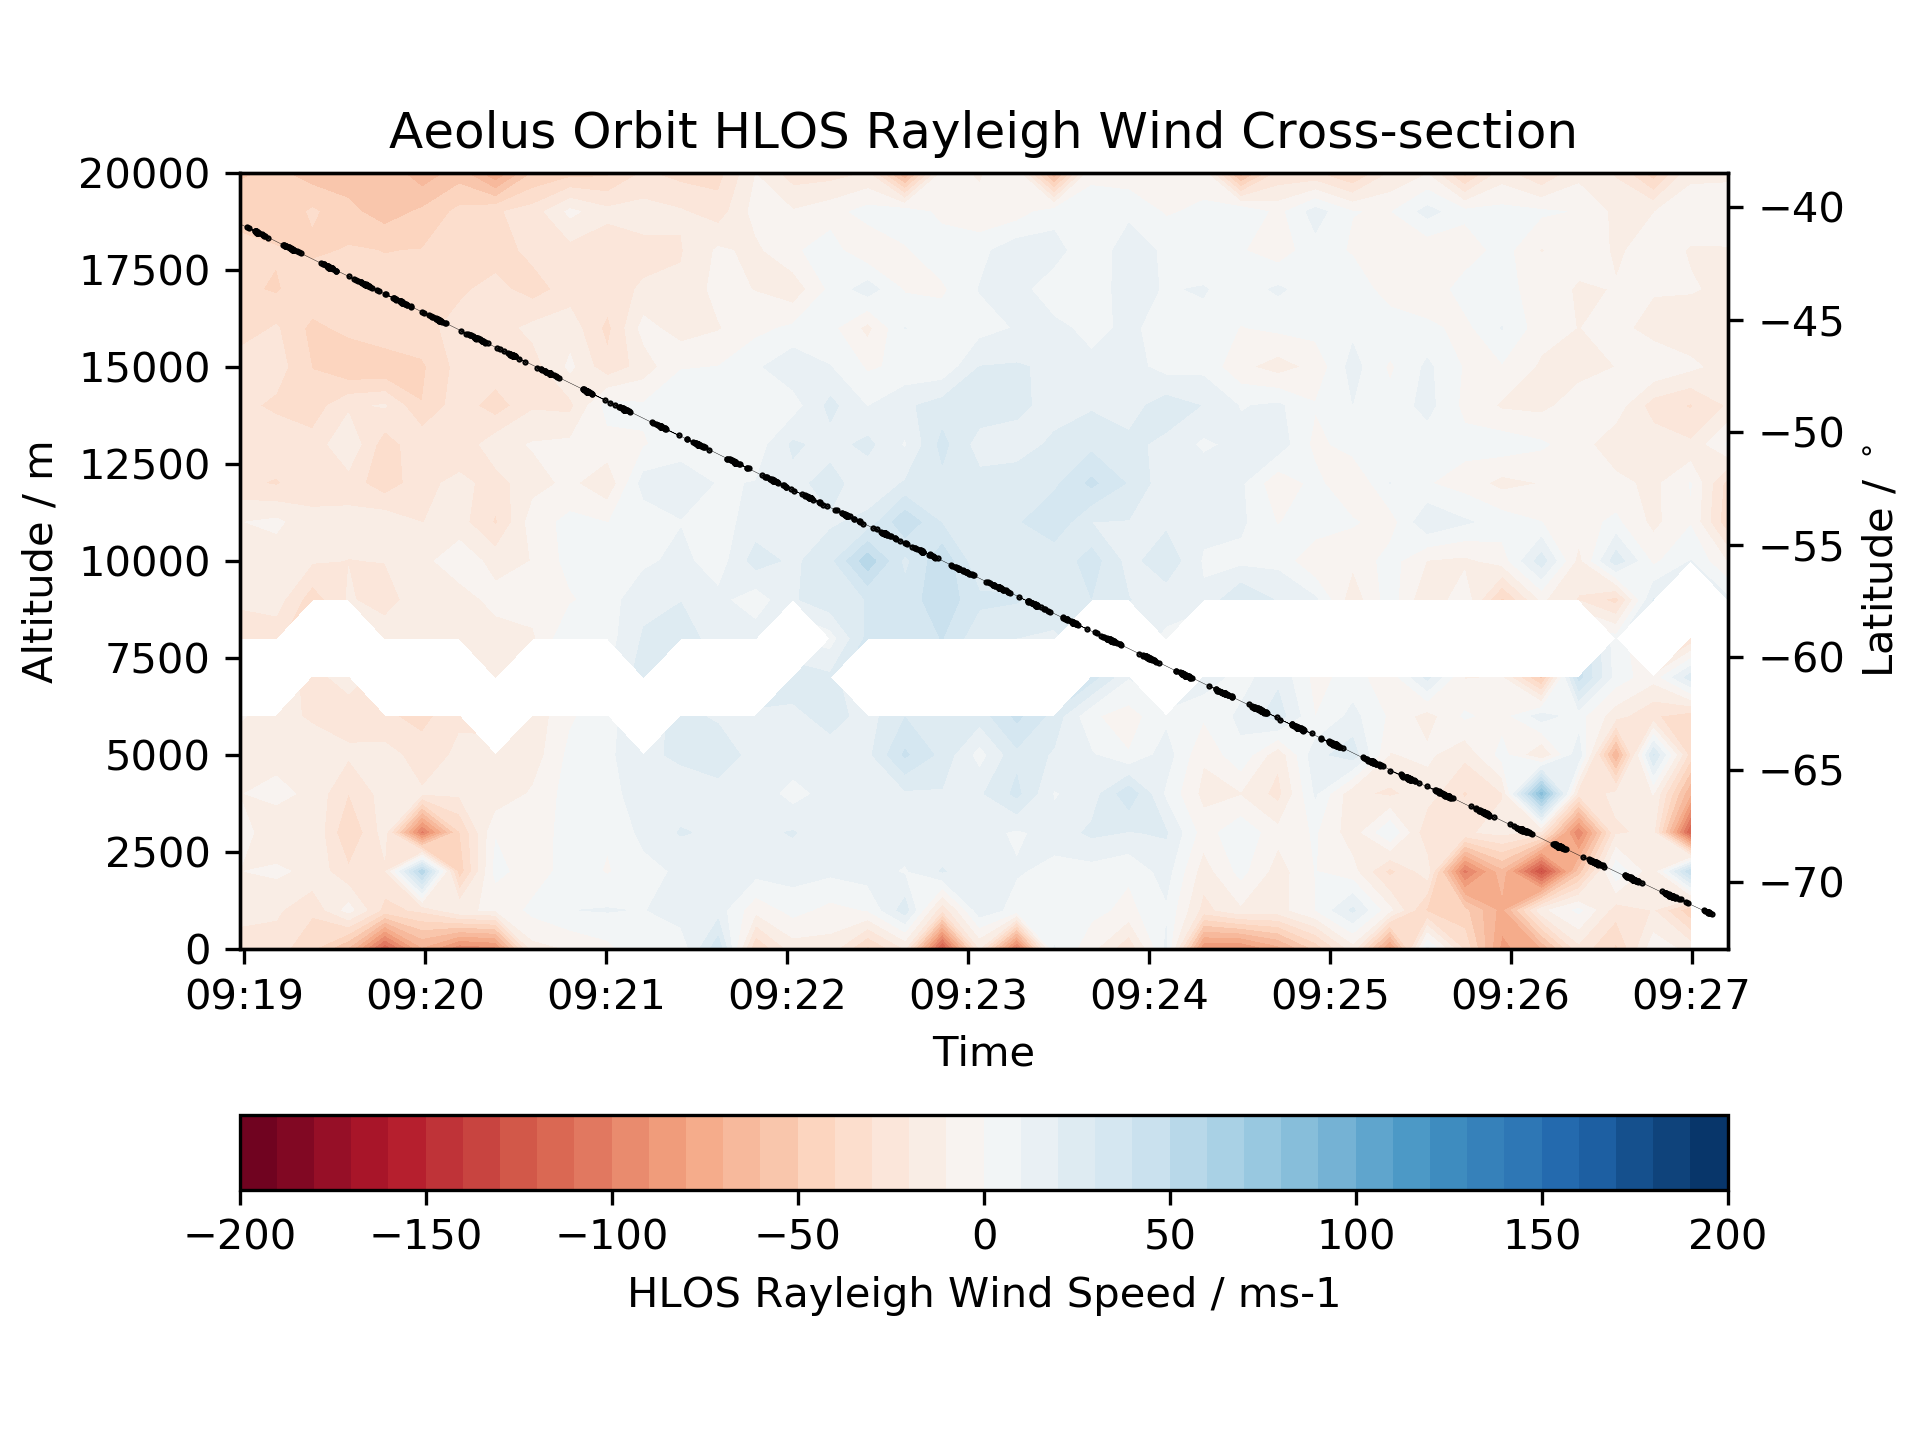 Aeolus Orbit HLOS Rayleigh Wind Cross-section
20000
17500
15000
12500
10000
7500
5000
2500
0
Altitude / m
−40
−45
−50
−55
−60
−65
−70
Latitude / °
09:19 09:20 09:21 09:22 09:23 09:24 09:25 09:26 09:27
Time
−200 −150 −100 −50 0 50 100 150 200
HLOS Rayleigh Wind Speed / ms-1